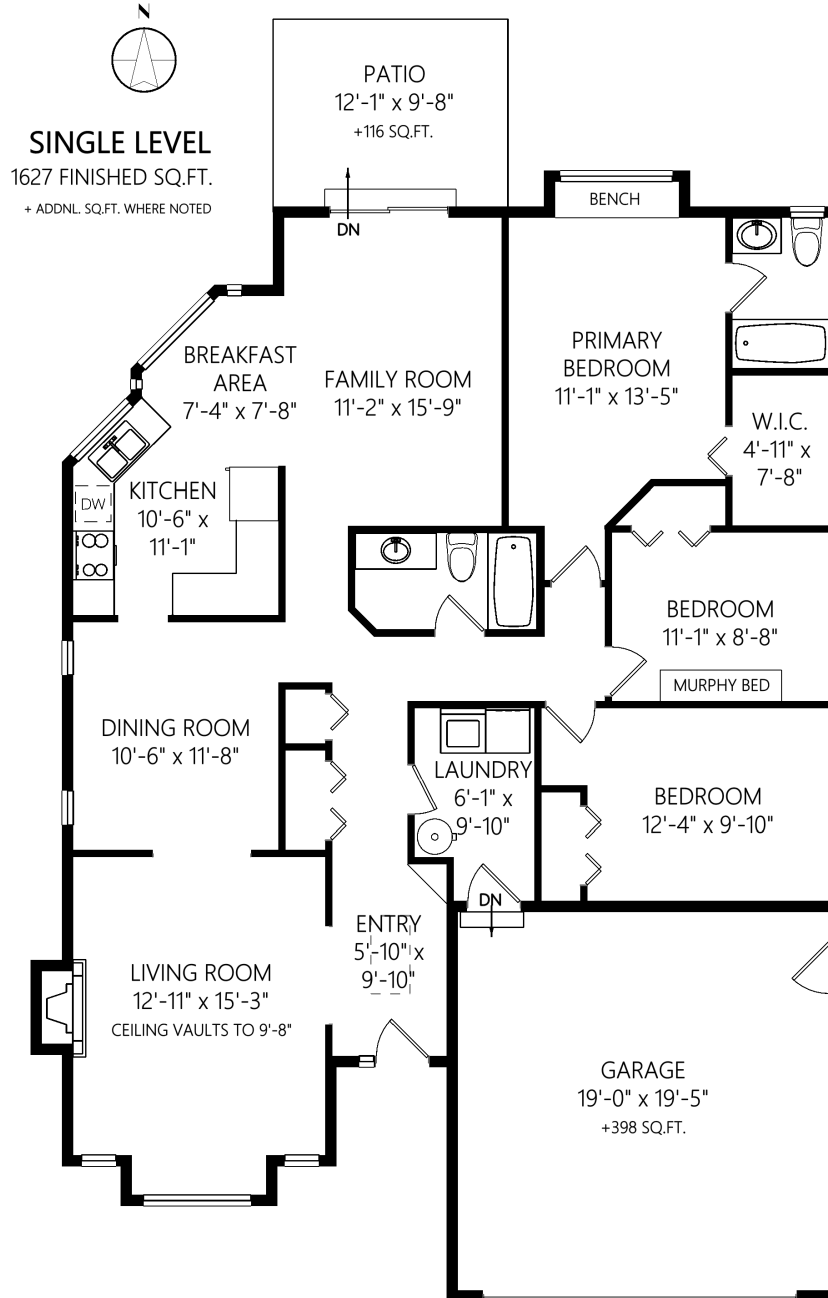 N
SINGLE LEVEL
1627 FINISHED SQ.FT.
+ ADDNL. SQ.FT. WHERE NOTED
PATIO
12'-1" x 9'-8"
+116 SQ.FT.
DN
BENCH
BREAKFAST
AREA
7'-4" x 7'-8"
FAMILY ROOM
11'-2" x 15'-9"
PRIMARY
BEDROOM
11'-1" x 13'-5"
W.I.C.
4'-11" x
7'-8"
KITCHEN
10'-6" x
11'-1"
DW
BEDROOM
11'-1" x 8'-8"
MURPHY BED
DINING ROOM
10'-6" x 11'-8"
LAUNDRY
6'-1" x
9'-10"
BEDROOM
12'-4" x 9'-10"
DN
ENTRY
5'-10" x
9'-10"
LIVING ROOM
12'-11" x 15'-3"
CEILING VAULTS TO 9'-8"
GARAGE
19'-0" x 19'-5"
+398 SQ.FT.